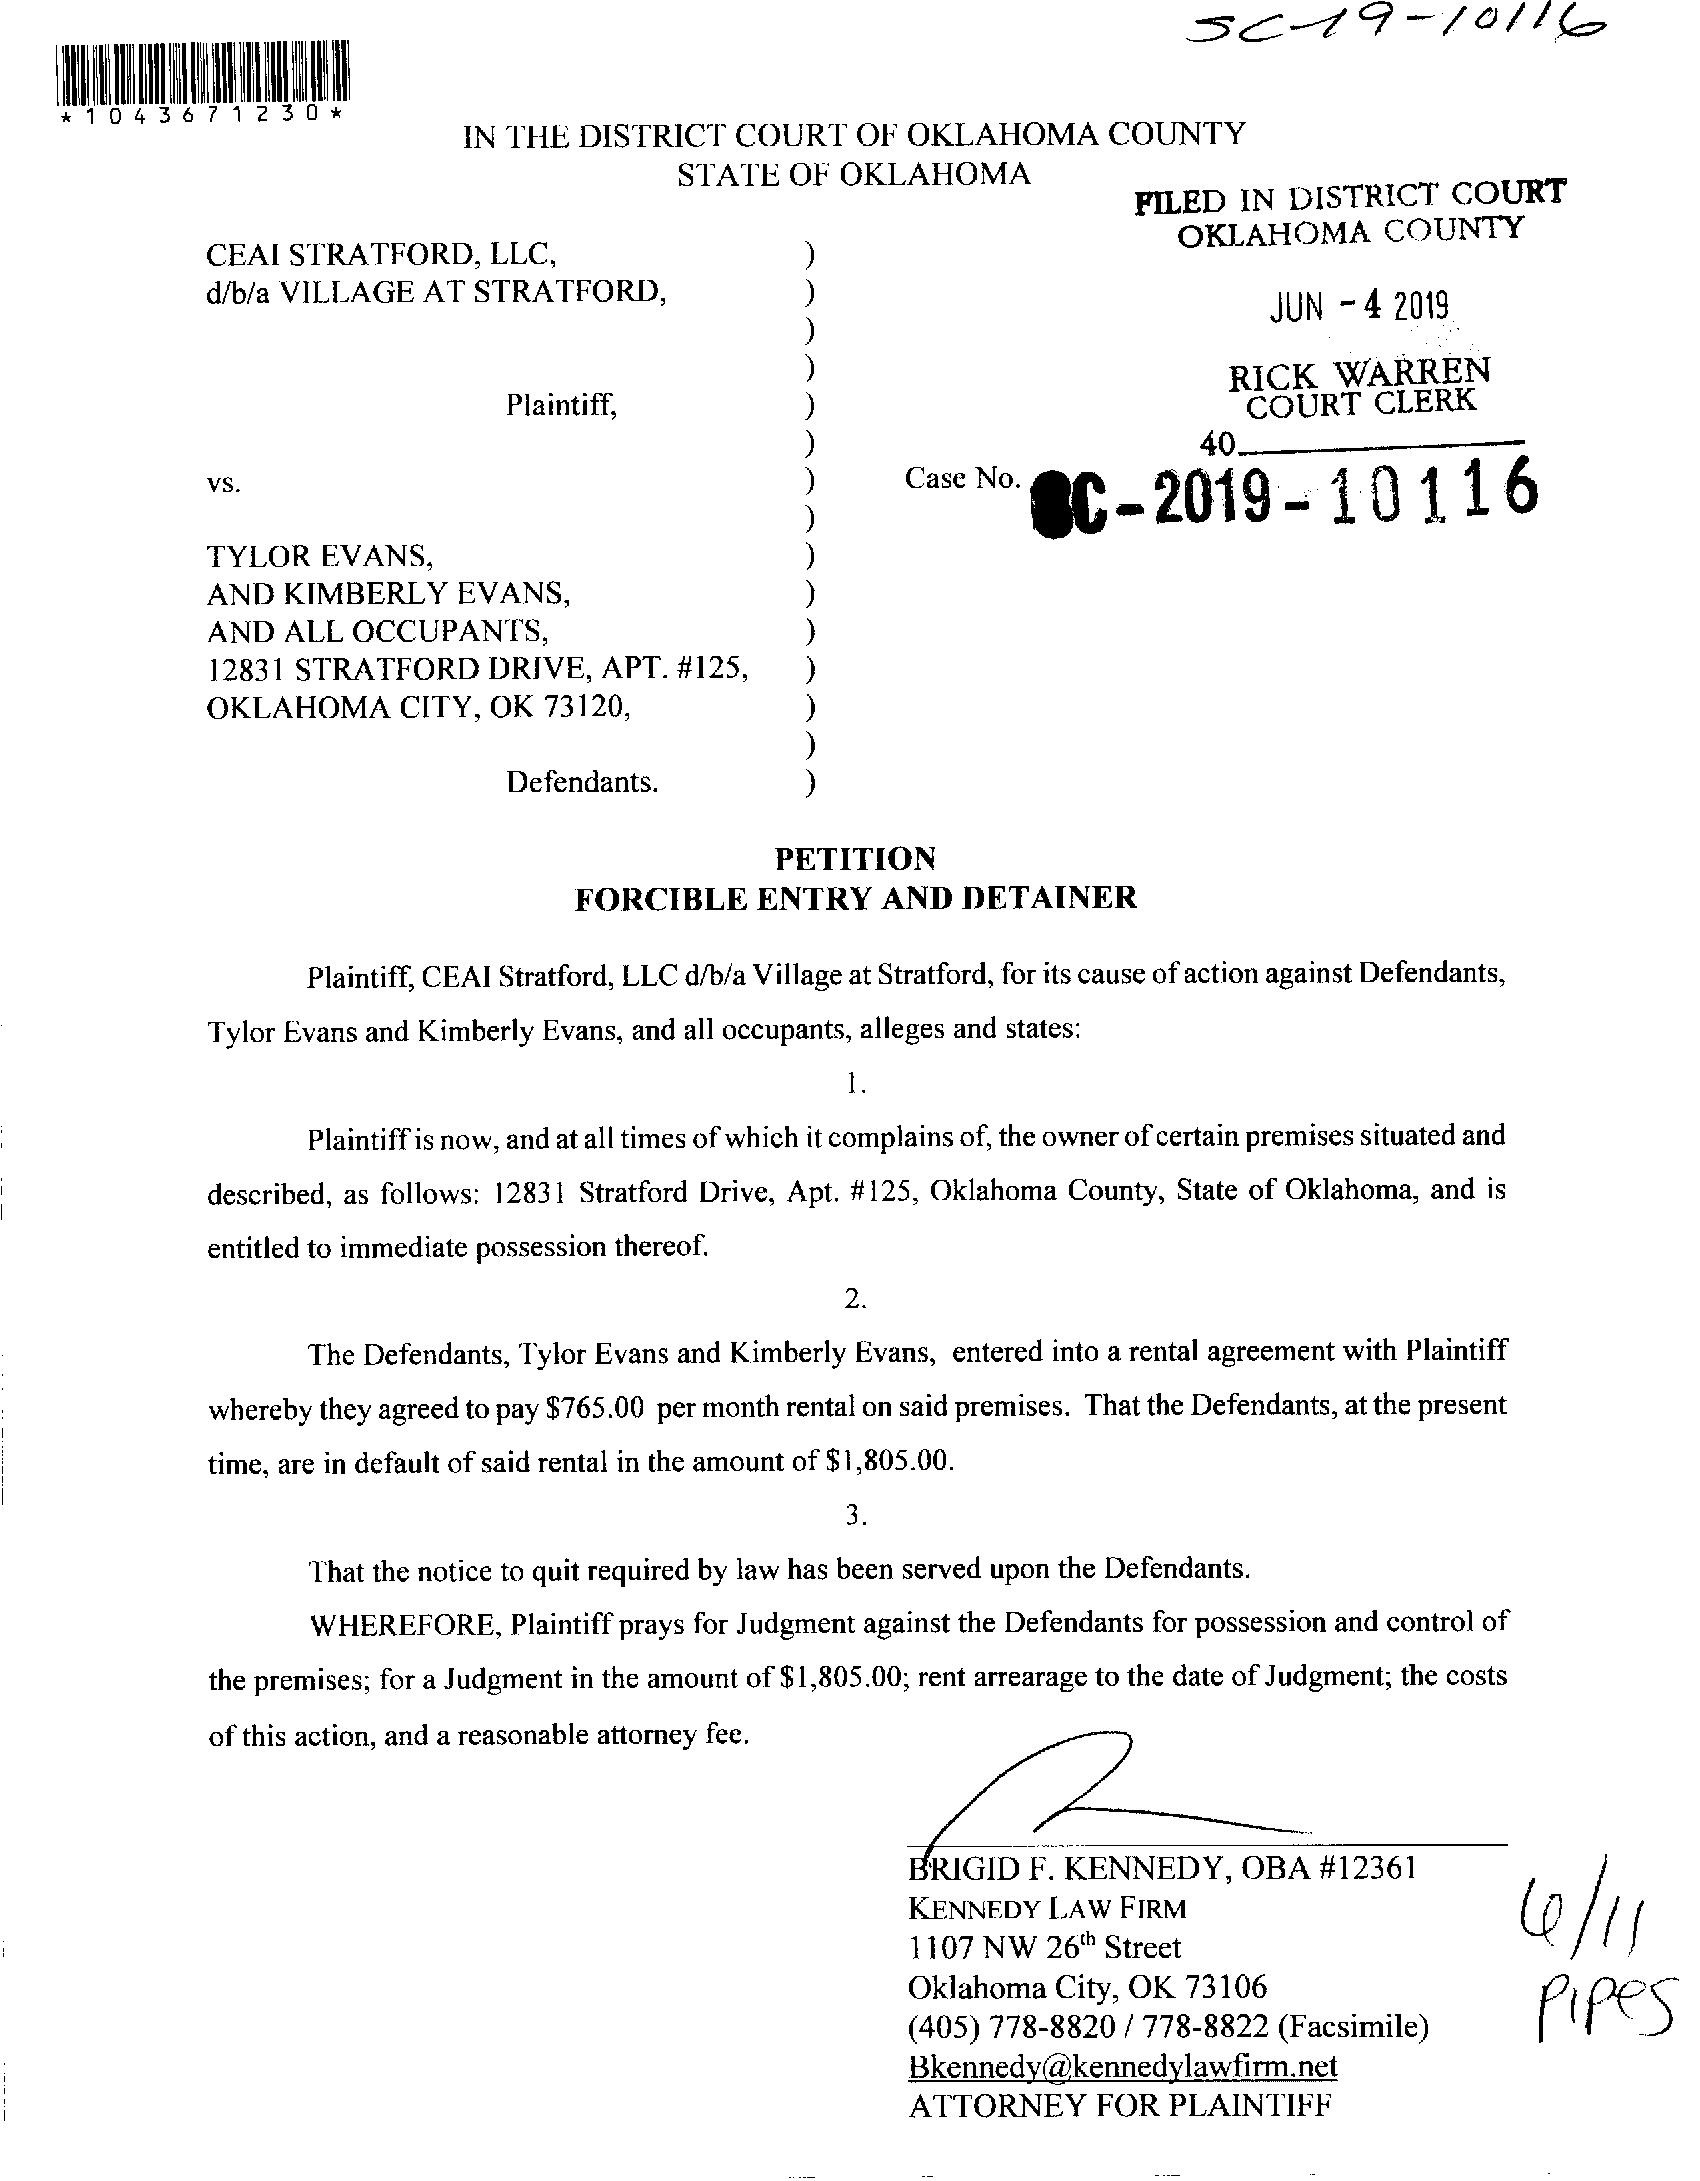 SC-19-10116
*1043671230*
IN THE DISTRICT COURT OF OKLAHOMA COUNTY
STATE OF OKLAHOMA
FILED IN DISTRICT COURT
OKLAHOMA COUNTY
JUN - 4 2019
RICK WARREN
COURT CLERK
40
CEAI STRATFORD, LLC, )
d/b/a VILLAGE AT STRATFORD, )
)
)
Plaintiff, )
)
vs. ) Case No. C-2019-10116
)
TYLOR EVANS, )
AND KIMBERLY EVANS, )
AND ALL OCCUPANTS, )
12831 STRATFORD DRIVE, APT. #125, )
OKLAHOMA CITY, OK 73120, )
)
Defendants. )
PETITION
FORCIBLE ENTRY AND DETAINER
Plaintiff, CEAI Stratford, LLC d/b/a Village at Stratford, for its cause of action against Defendants,
Tylor Evans and Kimberly Evans, and all occupants, alleges and states:
1.
Plaintiff is now, and at all times of which it complains of, the owner of certain premises situated and
described, as follows: 12831 Stratford Drive, Apt. #125, Oklahoma County, State of Oklahoma, and is
entitled to immediate possession thereof.
2.
The Defendants, Tylor Evans and Kimberly Evans, entered into a rental agreement with Plaintiff
whereby they agreed to pay $765.00 per month rental on said premises. That the Defendants, at the present
time, are in default of said rental in the amount of $1,805.00.
3.
That the notice to quit required by law has been served upon the Defendants.
WHEREFORE, Plaintiff prays for Judgment against the Defendants for possession and control of
the premises; for a Judgment in the amount of $1,805.00; rent arrearage to the date of Judgment; the costs
of this action, and a reasonable attorney fee.
BRIGID F. KENNEDY, OBA #12361
KENNEDY LAW FIRM
1107 NW 26th Street
Oklahoma City, OK 73106
(405) 778-8820 / 778-8822 (Facsimile)
Bkennedy@kennedylawfirm.net
ATTORNEY FOR PLAINTIFF
6/11
PIPES